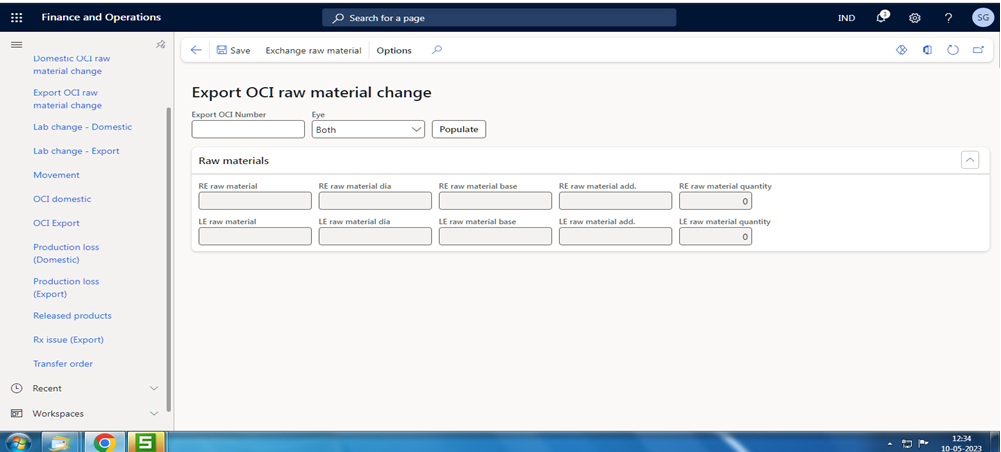 Finance and Operations
Search for a page
IND
1
?
SG
Domestic OCI raw
material change
Export OCI raw
material change
Lab change - Domestic
Lab change - Export
Movement
OCI domestic
OCI Export
Production loss
(Domestic)
Production loss
(Export)
Released products
Rx issue (Export)
Transfer order
Recent
Workspaces
Save
Exchange raw material
Options
Export OCI raw material change
Export OCI Number
Eye
Both
Populate
Raw materials
RE raw material
RE raw material dia
RE raw material base
RE raw material add.
RE raw material quantity
0
LE raw material
LE raw material dia
LE raw material base
LE raw material add.
LE raw material quantity
0
S
12:34
10-05-2023